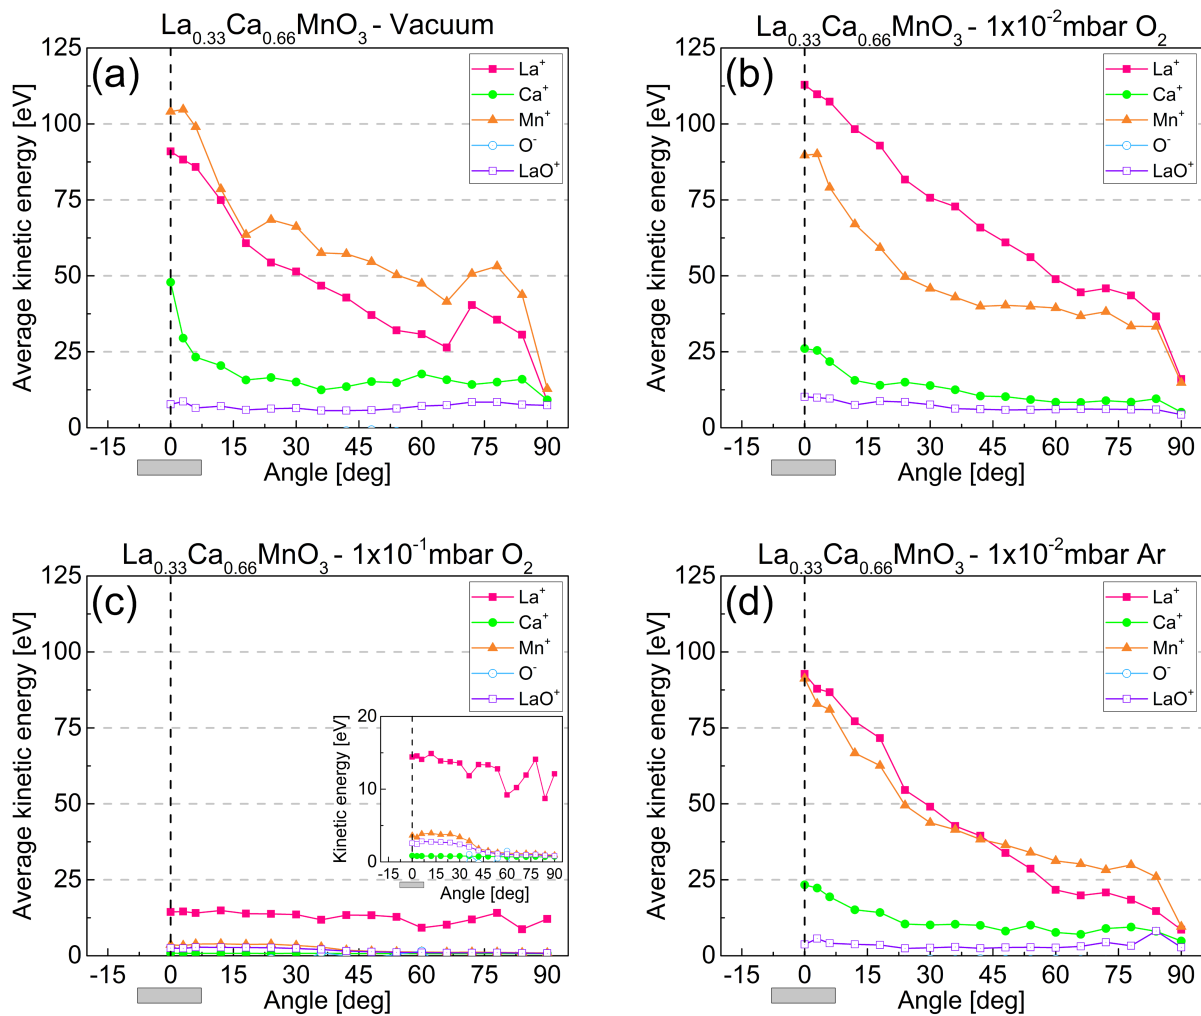 La0.33Ca0.66MnO3 - Vacuum
(a)
La+
Ca+
Mn+
O-
LaO+
Average kinetic energy [eV]
125
100
75
50
25
0
-15 0 15 30 45 60 75 90
Angle [deg]
La0.33Ca0.66MnO3 - 1x10-2mbar O2
(b)
La+
Ca+
Mn+
O-
LaO+
Average kinetic energy [eV]
125
100
75
50
25
0
-15 0 15 30 45 60 75 90
Angle [deg]
La0.33Ca0.66MnO3 - 1x10-1mbar O2
(c)
La+
Ca+
Mn+
O-
LaO+
Average kinetic energy [eV]
125
100
75
50
25
0
Kinetic energy [eV]
20
10
0
-15 0 15 30 45 60 75 90
Angle [deg]
-15 0 15 30 45 60 75 90
Angle [deg]
La0.33Ca0.66MnO3 - 1x10-2mbar Ar
(d)
La+
Ca+
Mn+
O-
LaO+
Average kinetic energy [eV]
125
100
75
50
25
0
-15 0 15 30 45 60 75 90
Angle [deg]